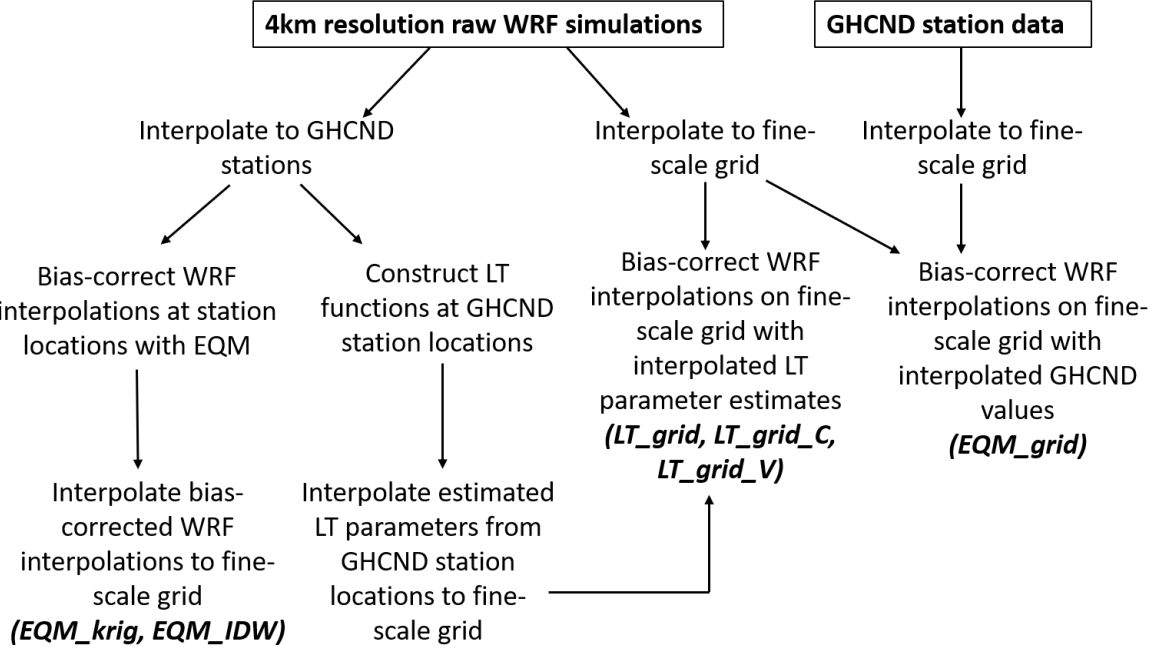 4km resolution raw WRF simulations
GHCND station data
Interpolate to GHCND
stations
Interpolate to fine-
scale grid
Interpolate to fine-
scale grid
Bias-correct WRF
interpolations at station
locations with EQM
Construct LT
functions at GHCND
station locations
Bias-correct WRF
interpolations on fine-
scale grid with
interpolated LT
parameter estimates
(LT_grid, LT_grid_C,
LT_grid_V)
Bias-correct WRF
interpolations on fine-
scale grid with
interpolated GHCND
values
(EQM_grid)
Interpolate bias-
corrected WRF
interpolations to fine-
scale grid
(EQM_krig, EQM_IDW)
Interpolate estimated
LT parameters from
GHCND station
locations to fine-
scale grid